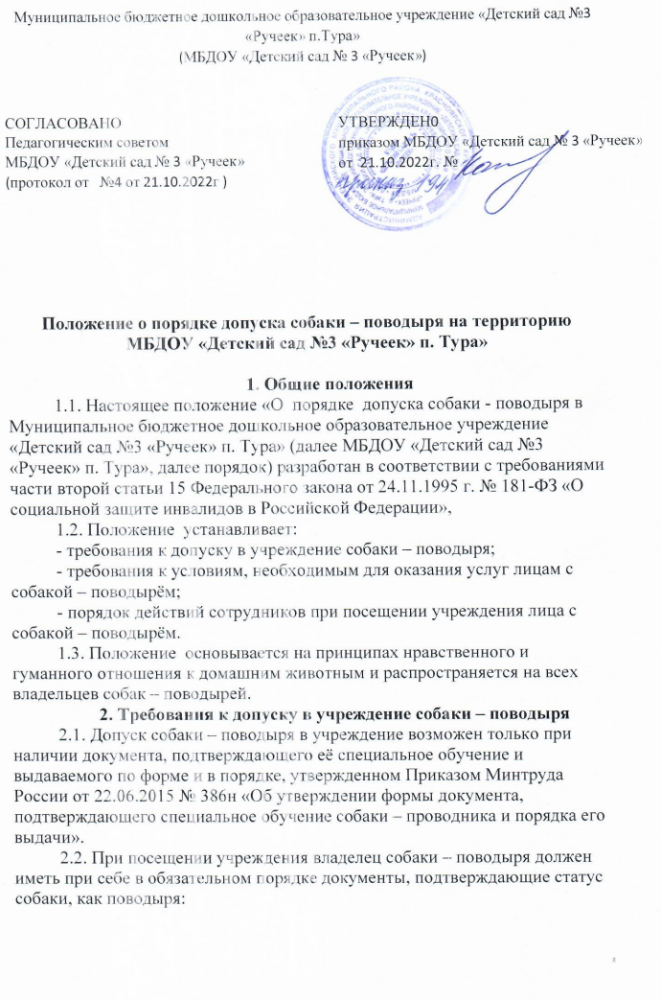 Муниципальное бюджетное дошкольное образовательное учреждение «Детский сад №3
«Ручеек» п.Тура»
(МБДОУ «Детский сад № 3 «Ручеек»)
СОГЛАСОВАНО
Педагогическим советом
МБДОУ «Детский сад № 3 «Ручеек»
(протокол от №4 от 21.10.2022г )
УТВЕРЖДЕН0
приказом МБДОУ «Детский сад № 3 «Ручеек»
от 21.10.2022г. №
Положение о порядке допуска собаки – поводыря на территорию
МБДОУ «Детский сад №3 «Ручеек» п. Тура»
1. Общие положения
1.1. Настоящее положение «О порядке допуска собаки - поводыря в
Муниципальное бюджетное дошкольное образовательное учреждение
«Детский сад №3 «Ручеек» п. Тура» (далее МБДОУ «Детский сад №3
«Ручеек» п. Тура», далее порядок) разработан в соответствии с требованиями
части второй статьи 15 Федерального закона от 24.11.1995 г. № 181-ФЗ «О
социальной защите инвалидов в Российской Федерации»,
1.2. Положение устанавливает:
- требования к допуску в учреждение собаки – поводыря;
- требования к условиям, необходимым для оказания услуг лицам с
собакой – поводырём;
- порядок действий сотрудников при посещении учреждения лица с
собакой – поводырём.
1.3. Положение основывается на принципах нравственного и
гуманного отношения к домашним животным и распространяется на всех
владельцев собак – поводырей.
2. Требования к допуску в учреждение собаки – поводыря
2.1. Допуск собаки – поводыря в учреждение возможен только при
наличии документа, подтверждающего её специальное обучение и
выдаваемого по форме и в порядке, утвержденном Приказом Минтруда
России от 22.06.2015 № 386н «Об утверждении формы документа,
подтверждающего специальное обучение собаки – проводника и порядка его
выдачи».
2.2. При посещении учреждения владелец собаки – поводыря должен
иметь при себе в обязательном порядке документы, подтверждающие статус
собаки, как поводыря: